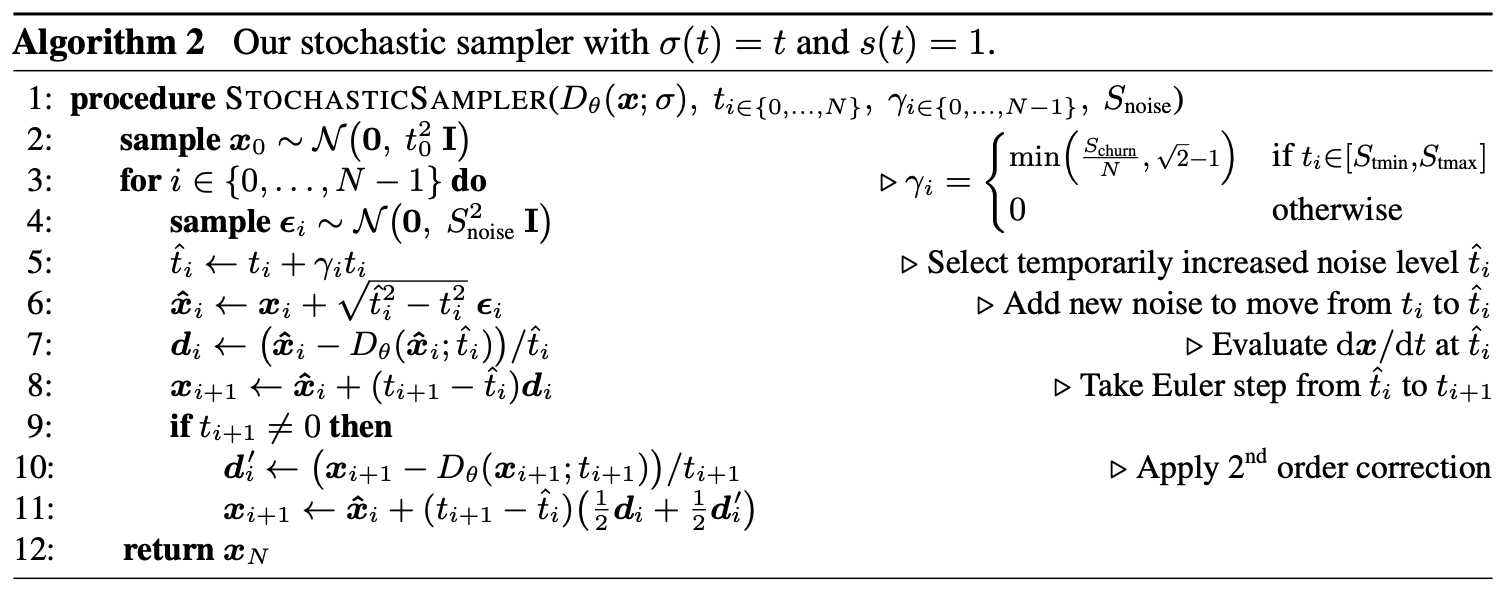 Algorithm 2 Our stochastic sampler with σ(t) = t and s(t) = 1.
1: procedure STOCHASTICSAMPLER(D_θ(x; σ), t_{i∈{0,…,N}}, γ_{i∈{0,…,N−1}}, S_noise)
2: sample x_0 ∼ N(0, t_0^2 I)
3: for i ∈ {0, …, N − 1} do ▷ γ_i = { min(S_churn/N, √2−1) if t_i∈[S_tmin,S_tmax]
0 otherwise
4: sample ϵ_i ∼ N(0, S_noise^2 I)
5: t̂_i ← t_i + γ_i t_i ▷ Select temporarily increased noise level t̂_i
6: x̂_i ← x_i + √(t̂_i^2 − t_i^2) ϵ_i ▷ Add new noise to move from t_i to t̂_i
7: d_i ← (x̂_i − D_θ(x̂_i; t̂_i))/t̂_i ▷ Evaluate dx/dt at t̂_i
8: x_{i+1} ← x̂_i + (t_{i+1} − t̂_i)d_i ▷ Take Euler step from t̂_i to t_{i+1}
9: if t_{i+1} ≠ 0 then
10: d′_i ← (x_{i+1} − D_θ(x_{i+1}; t_{i+1}))/t_{i+1} ▷ Apply 2nd order correction
11: x_{i+1} ← x̂_i + (t_{i+1} − t̂_i)(1/2 d_i + 1/2 d′_i)
12: return x_N